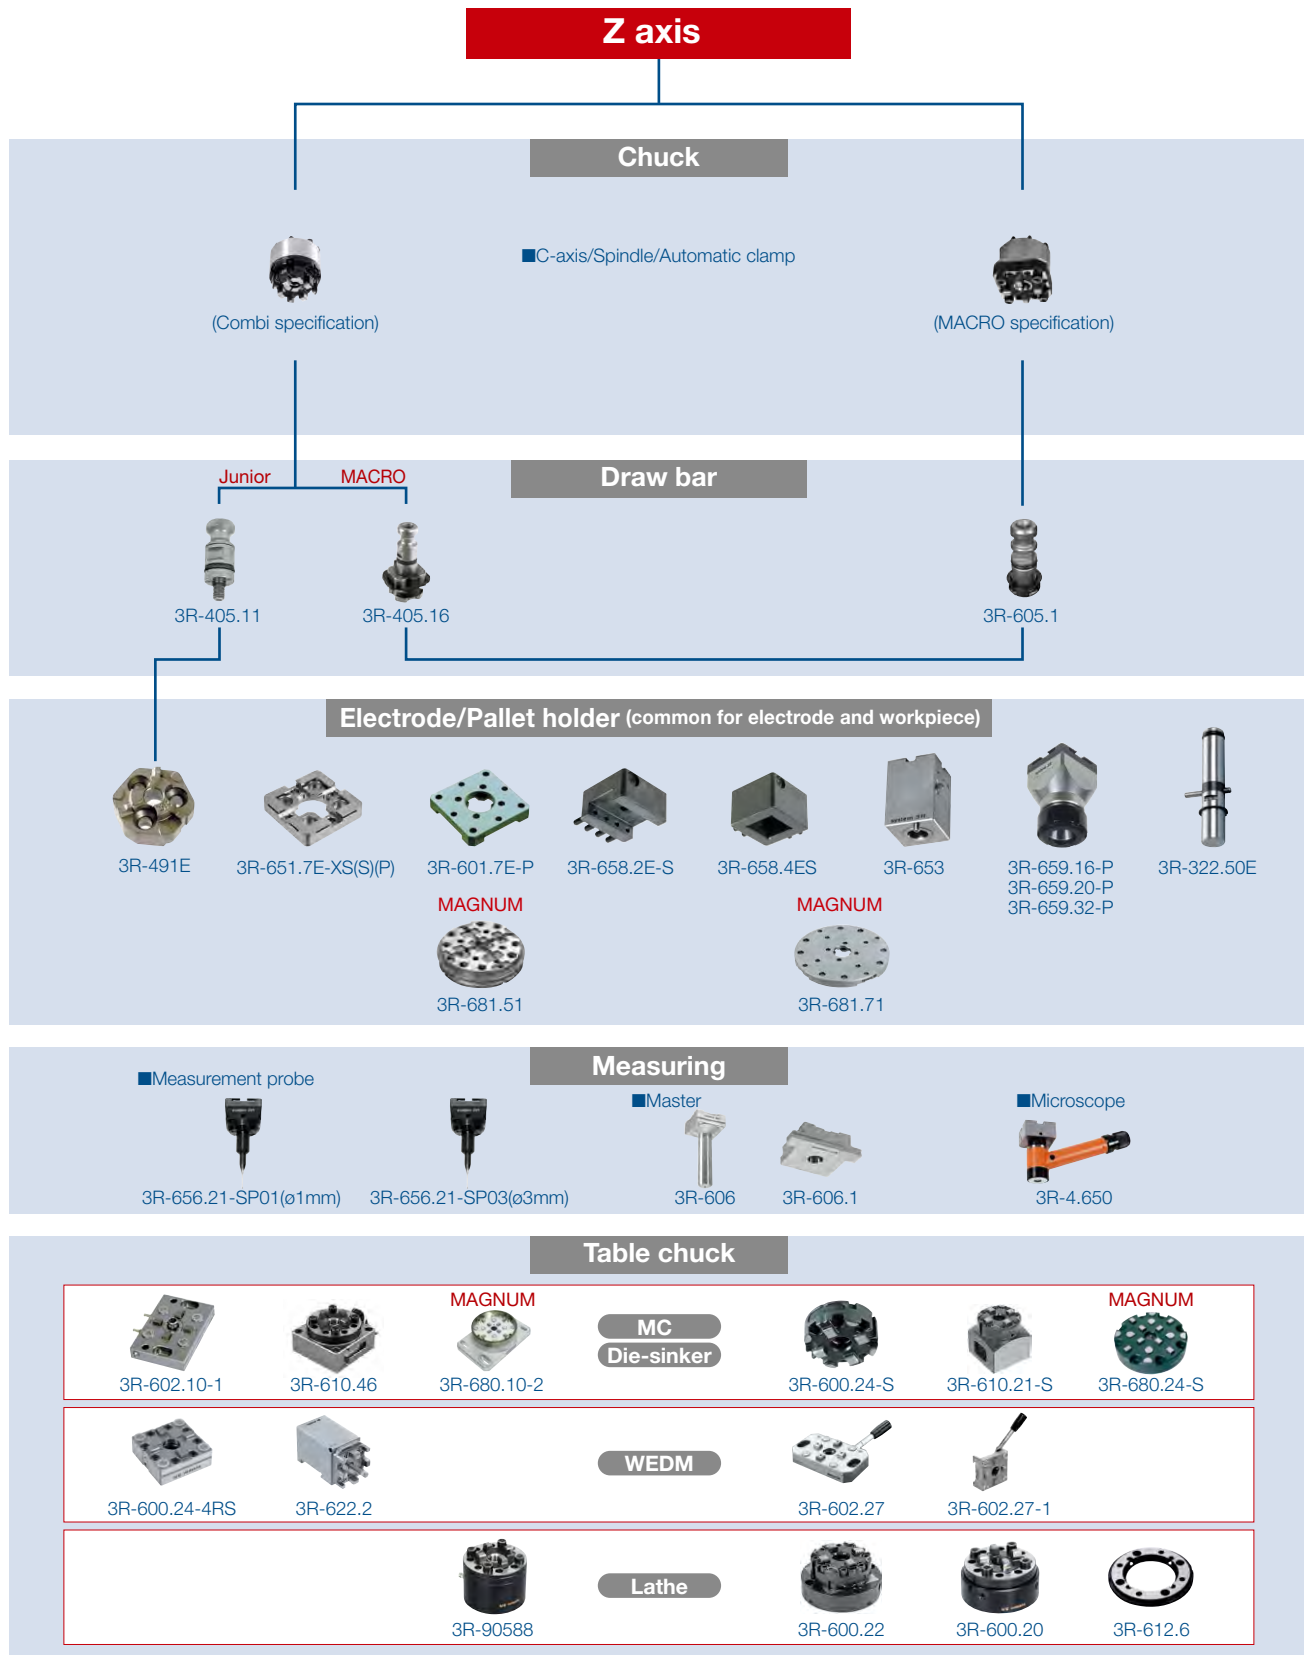 Z axis
Chuck
■C-axis/Spindle/Automatic clamp
(Combi specification)
(MACRO specification)
Draw bar
Junior
MACRO
3R-405.11
3R-405.16
3R-605.1
Electrode/Pallet holder (common for electrode and workpiece)
3R-491E
3R-651.7E-XS(S)(P)
3R-601.7E-P
3R-658.2E-S
3R-658.4ES
3R-653
3R-659.16-P
3R-659.20-P
3R-659.32-P
3R-322.50E
MAGNUM
3R-681.51
MAGNUM
3R-681.71
Measuring
■Measurement probe
3R-656.21-SP01(ø1mm)
3R-656.21-SP03(ø3mm)
■Master
3R-606
3R-606.1
■Microscope
3R-4.650
Table chuck
MC
Die-sinker
3R-602.10-1
3R-610.46
MAGNUM
3R-680.10-2
3R-600.24-S
3R-610.21-S
MAGNUM
3R-680.24-S
WEDM
3R-600.24-4RS
3R-622.2
3R-602.27
3R-602.27-1
Lathe
3R-90588
3R-600.22
3R-600.20
3R-612.6